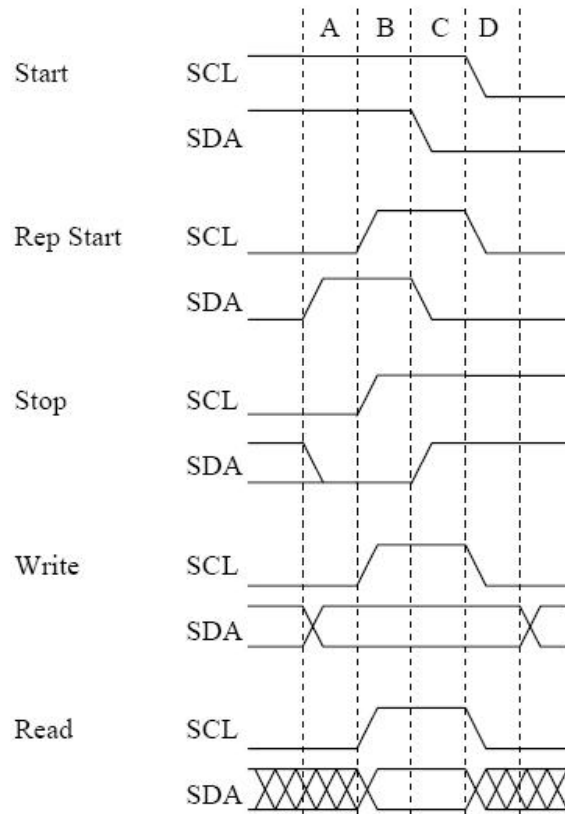 A B C D
Start SCL
SDA
Rep Start SCL
SDA
Stop SCL
SDA
Write SCL
SDA
Read SCL
SDA